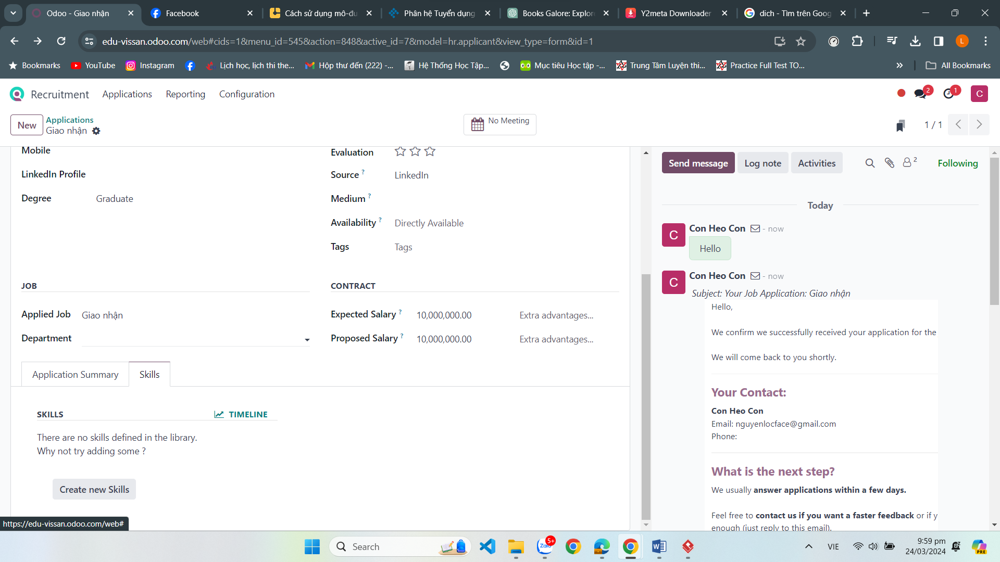 Odoo - Giao nhận
Facebook
Cách sử dụng mô-đu
Phân hệ Tuyển dụng
Books Galore: Explor
Y2meta Downloader
dich - Tìm trên Goog
edu-vissan.odoo.com/web#cids=1&menu_id=545&action=848&active_id=7&model=hr.applicant&view_type=form&id=1
L
Bookmarks
YouTube
Instagram
Lịch học, lịch thi the...
Hộp thư đến (222) -...
Hệ Thống Học Tập...
Mục tiêu Học tập -...
Trung Tâm Luyện thi...
Practice Full Test TO...
All Bookmarks
Recruitment
Applications
Reporting
Configuration
2
1
C
New
Applications
Giao nhận
No Meeting
1 / 1
Mobile
LinkedIn Profile
Degree
Graduate
Evaluation
Source ?
LinkedIn
Medium ?
Availability ?
Directly Available
Tags
Tags
JOB
Applied Job
Giao nhận
Department
CONTRACT
Expected Salary ?
10,000,000.00
Extra advantages...
Proposed Salary ?
10,000,000.00
Extra advantages...
Application Summary
Skills
SKILLS
TIMELINE
There are no skills defined in the library.
Why not try adding some ?
Create new Skills
https://edu-vissan.odoo.com/web#
Send message
Log note
Activities
2
Following
Today
C
Con Heo Con
- now
Hello
C
Con Heo Con
- now
Subject: Your Job Application: Giao nhận
Hello,
We confirm we successfully received your application for the
We will come back to you shortly.
Your Contact:
Con Heo Con
Email: nguyenlocface@gmail.com
Phone:
What is the next step?
We usually answer applications within a few days.
Feel free to contact us if you want a faster feedback or if y
enough (just reply to this email).
Search
Zalo
5+
VIE
9:59 pm
24/03/2024
PRE